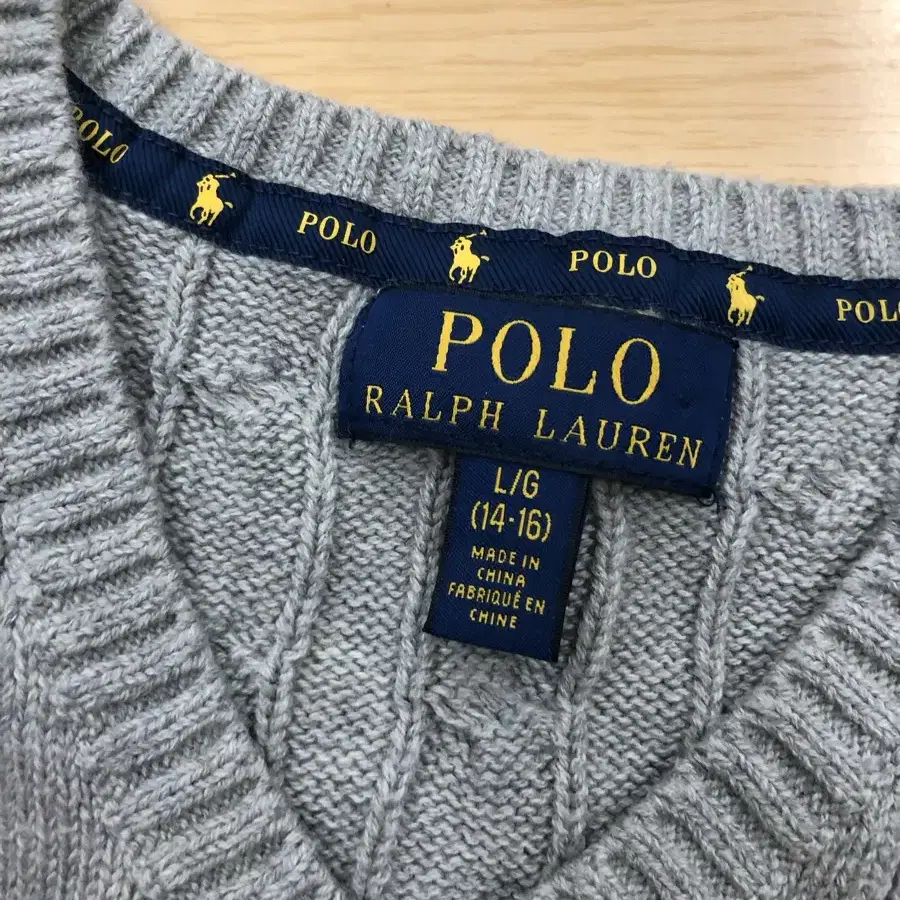 POLO
POLO
POLO
POLO
POLO
RALPH LAUREN
L/G
(14-16)
MADE IN
CHINA
FABRIQUÉ EN
CHINE